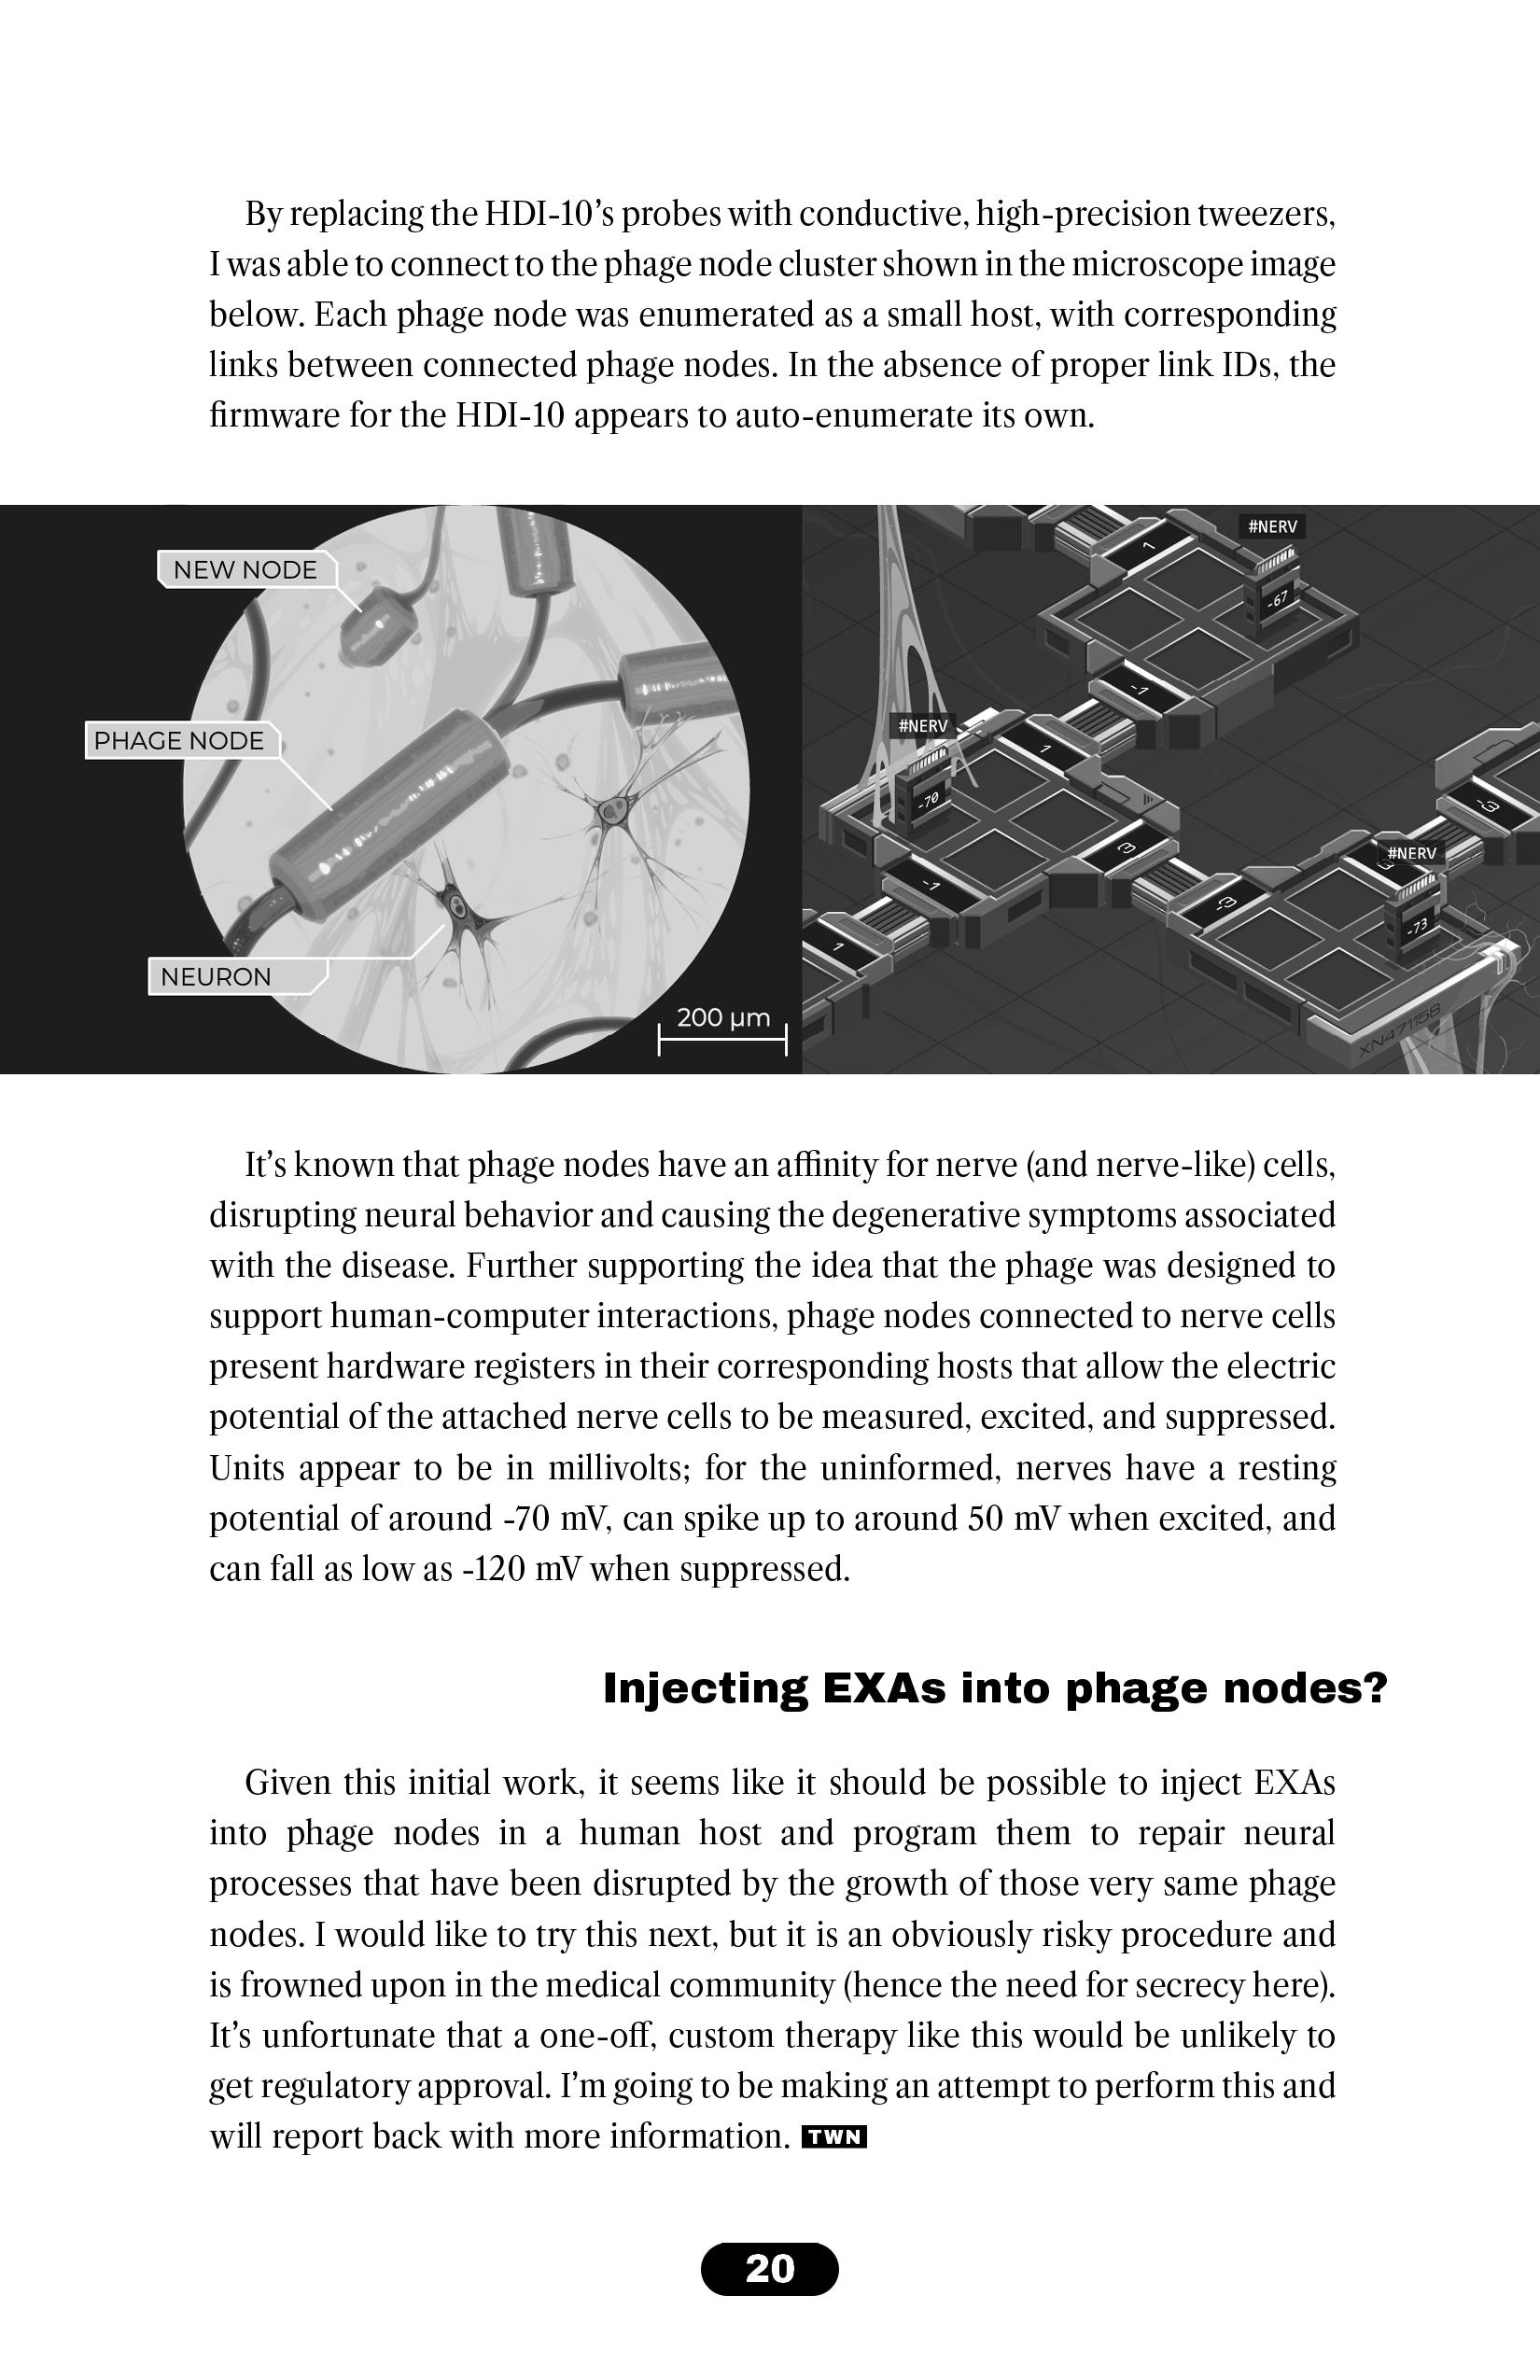 By replacing the HDI-10’s probes with conductive, high-precision tweezers,
I was able to connect to the phage node cluster shown in the microscope image
below. Each phage node was enumerated as a small host, with corresponding
links between connected phage nodes. In the absence of proper link IDs, the
firmware for the HDI-10 appears to auto-enumerate its own.
NEW NODE
PHAGE NODE
NEURON
200 µm
#NERV
1
-67
-1
#NERV
1
-70
-3
3
#NERV
-1
-3
3
-73
1
XN471158
It’s known that phage nodes have an affinity for nerve (and nerve-like) cells,
disrupting neural behavior and causing the degenerative symptoms associated
with the disease. Further supporting the idea that the phage was designed to
support human-computer interactions, phage nodes connected to nerve cells
present hardware registers in their corresponding hosts that allow the electric
potential of the attached nerve cells to be measured, excited, and suppressed.
Units appear to be in millivolts; for the uninformed, nerves have a resting
potential of around -70 mV, can spike up to around 50 mV when excited, and
can fall as low as -120 mV when suppressed.
Injecting EXAs into phage nodes?
Given this initial work, it seems like it should be possible to inject EXAs
into phage nodes in a human host and program them to repair neural
processes that have been disrupted by the growth of those very same phage
nodes. I would like to try this next, but it is an obviously risky procedure and
is frowned upon in the medical community (hence the need for secrecy here).
It’s unfortunate that a one-off, custom therapy like this would be unlikely to
get regulatory approval. I’m going to be making an attempt to perform this and
will report back with more information. TWN
20